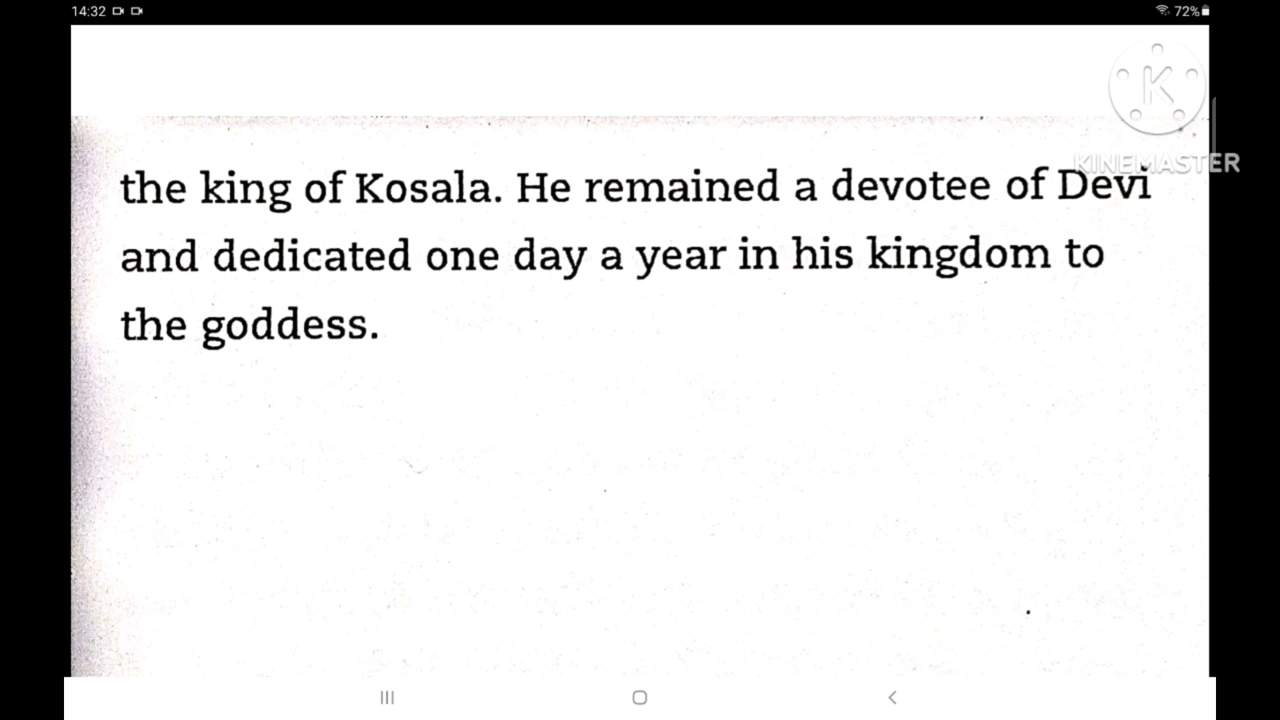 14:32
72%
K
KINEMASTER
the king of Kosala. He remained a devotee of Devi
and dedicated one day a year in his kingdom to
the goddess.